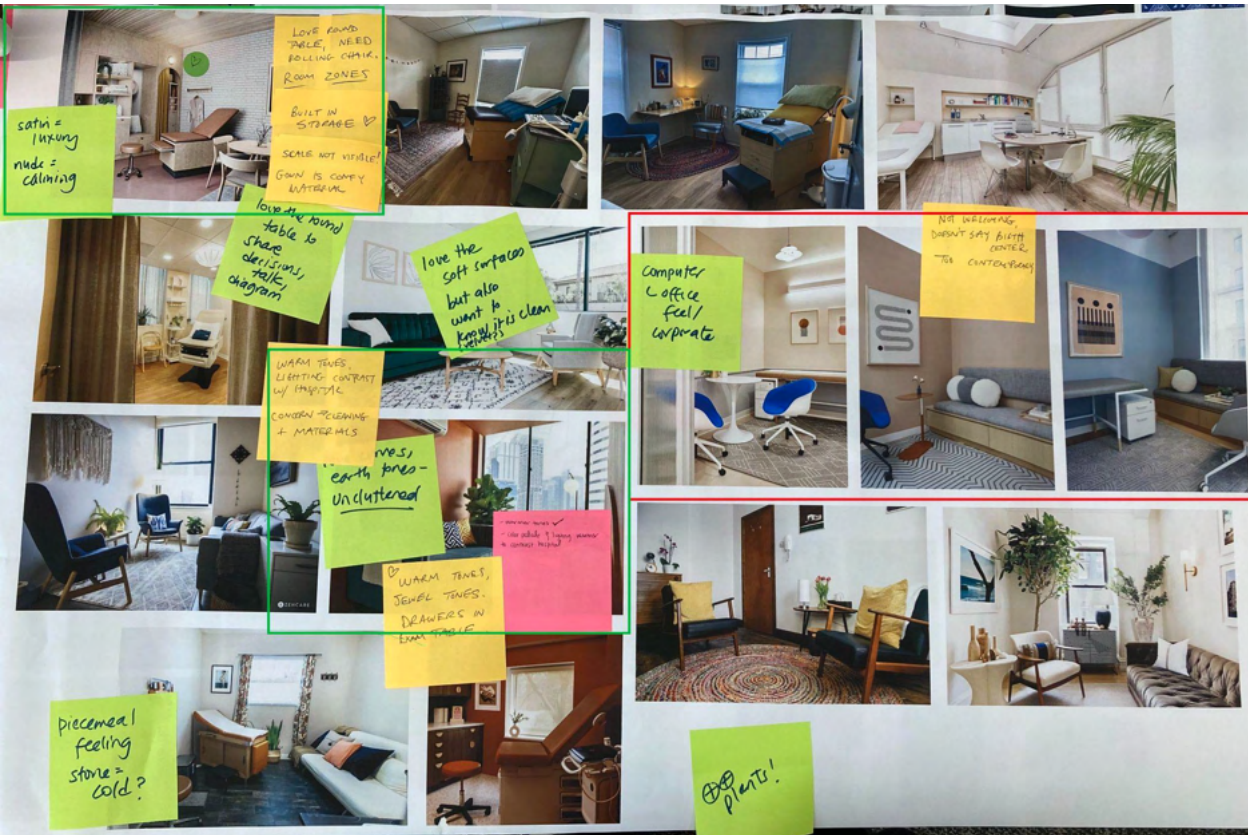 LOVE ROUND
TABLE, NEED
ROLLING CHAIR.
ROOM ZONES
BUILT IN
STORAGE ♡
SCALE NOT VISIBLE!
GOWN IS COMFY
MATERIAL
satin =
luxury
nude =
calming
love the round
table to
share
decisions,
talk,
diagram
love the
soft surfaces
but also
want to
know it is clean
NOT WELCOMING,
DOESN'T SAY BIRTH
CENTER
TOO CONTEMPORARY
computer
office
feel/
corporate
WARM TONES,
LIGHTING CONTRAST
W/ HOSPITAL
CONCERN → CLEANING
+ MATERIALS
earth tones-
uncluttered
♡
WARM TONES,
JEWEL TONES.
DRAWERS IN
EXAM TABLE
piecemeal
feeling
stone =
cold?
⊕⊕
plants!